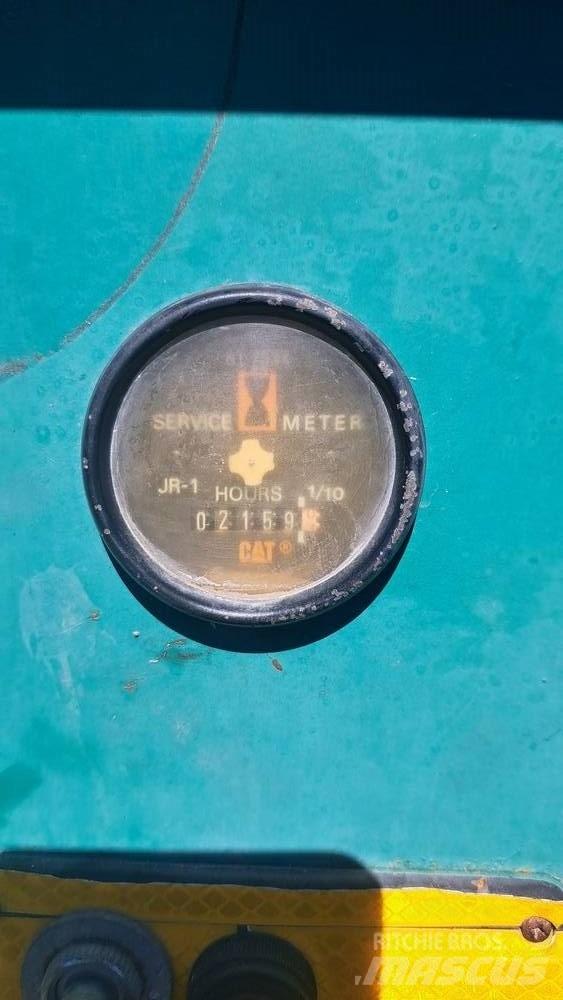 SERVICE METER
JR-1 HOURS 1/10
02159
CAT®
RITCHIE BROS.
MASCUS